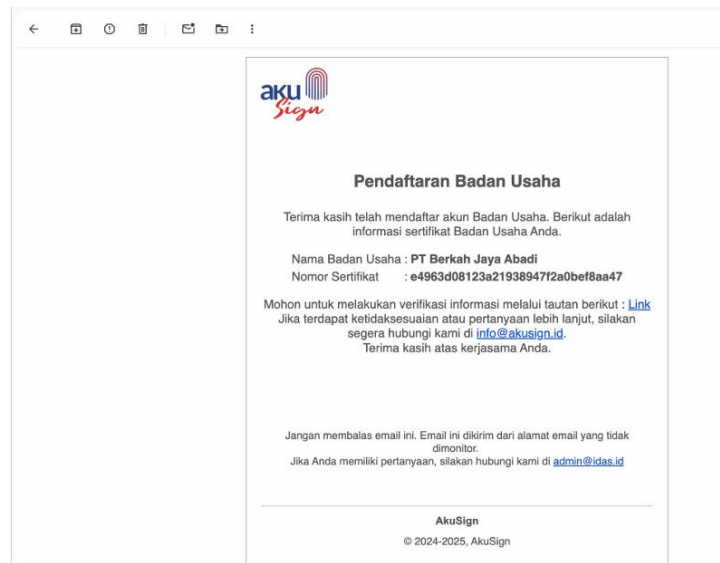 aku
Sign
Pendaftaran Badan Usaha
Terima kasih telah mendaftar akun Badan Usaha. Berikut adalah
informasi sertifikat Badan Usaha Anda.
Nama Badan Usaha : PT Berkah Jaya Abadi
Nomor Sertifikat : e4963d08123a21938947f2a0bef8aa47
Mohon untuk melakukan verifikasi informasi melalui tautan berikut : Link
Jika terdapat ketidaksesuaian atau pertanyaan lebih lanjut, silakan
segera hubungi kami di info@akusign.id.
Terima kasih atas kerjasama Anda.
Jangan membalas email ini. Email ini dikirim dari alamat email yang tidak
dimonitor.
Jika Anda memiliki pertanyaan, silakan hubungi kami di admin@idas.id
AkuSign
© 2024-2025, AkuSign